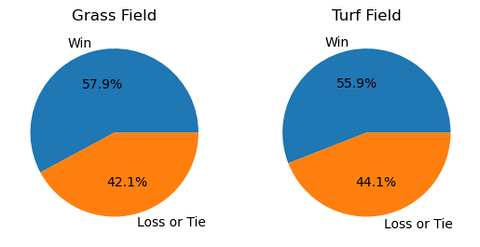 Grass Field
Turf Field
Win
57.9%
42.1%
Loss or Tie
Win
55.9%
44.1%
Loss or Tie